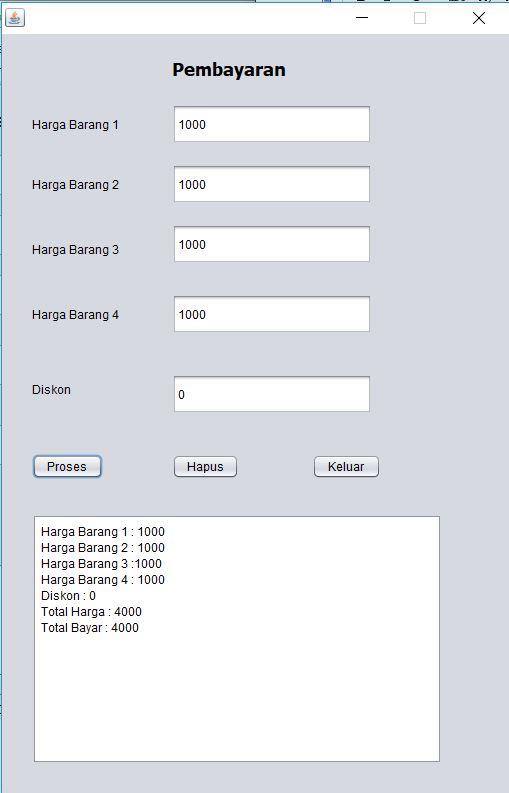 Pembayaran
Harga Barang 1 1000
Harga Barang 2 1000
Harga Barang 3 1000
Harga Barang 4 1000
Diskon 0
Proses Hapus Keluar
Harga Barang 1 : 1000
Harga Barang 2 : 1000
Harga Barang 3 :1000
Harga Barang 4 : 1000
Diskon : 0
Total Harga : 4000
Total Bayar : 4000